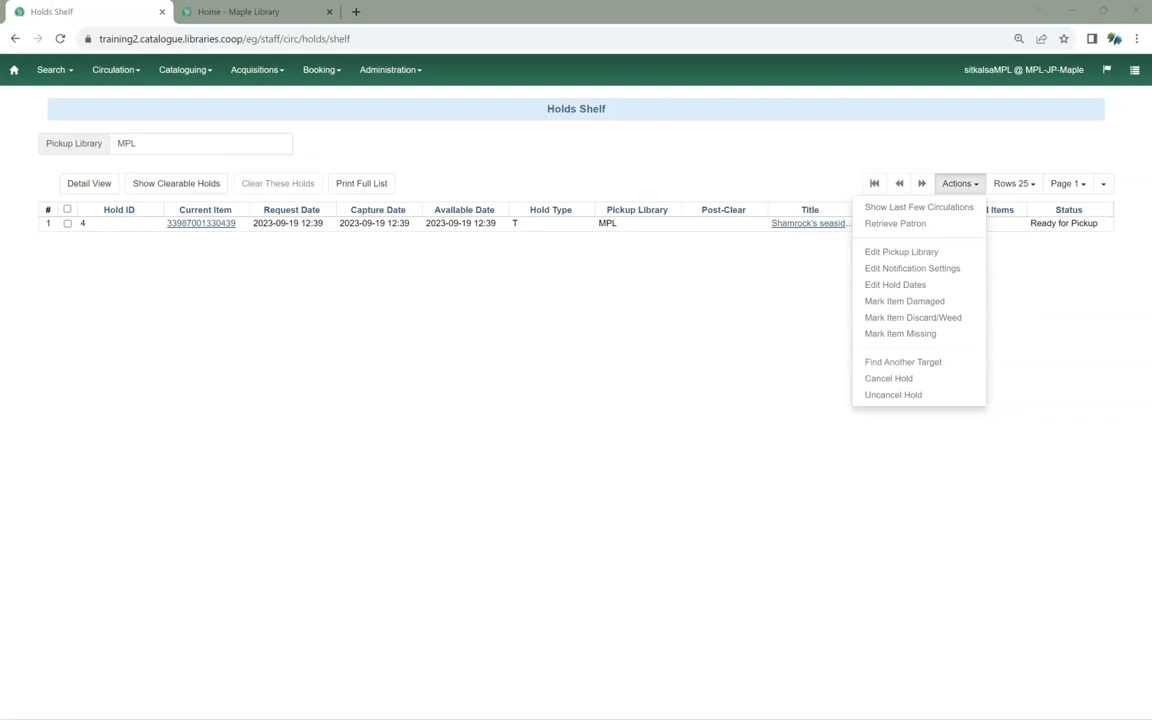 Holds Shelf
Home - Maple Library
training2.catalogue.libraries.coop/eg/staff/circ/holds/shelf
Search Circulation Cataloguing Acquisitions Booking Administration sitkalsaMPL @ MPL-JP-Maple
Holds Shelf
Pickup Library MPL
Detail View Show Clearable Holds Clear These Holds Print Full List Actions Rows 25 Page 1
# Hold ID Current Item Request Date Capture Date Available Date Hold Type Pickup Library Post-Clear Title l Items Status
1 4 33987001330439 2023-09-19 12:39 2023-09-19 12:39 2023-09-19 12:39 T MPL Shamrock's seasid... Ready for Pickup
Show Last Few Circulations
Retrieve Patron
Edit Pickup Library
Edit Notification Settings
Edit Hold Dates
Mark Item Damaged
Mark Item Discard/Weed
Mark Item Missing
Find Another Target
Cancel Hold
Uncancel Hold